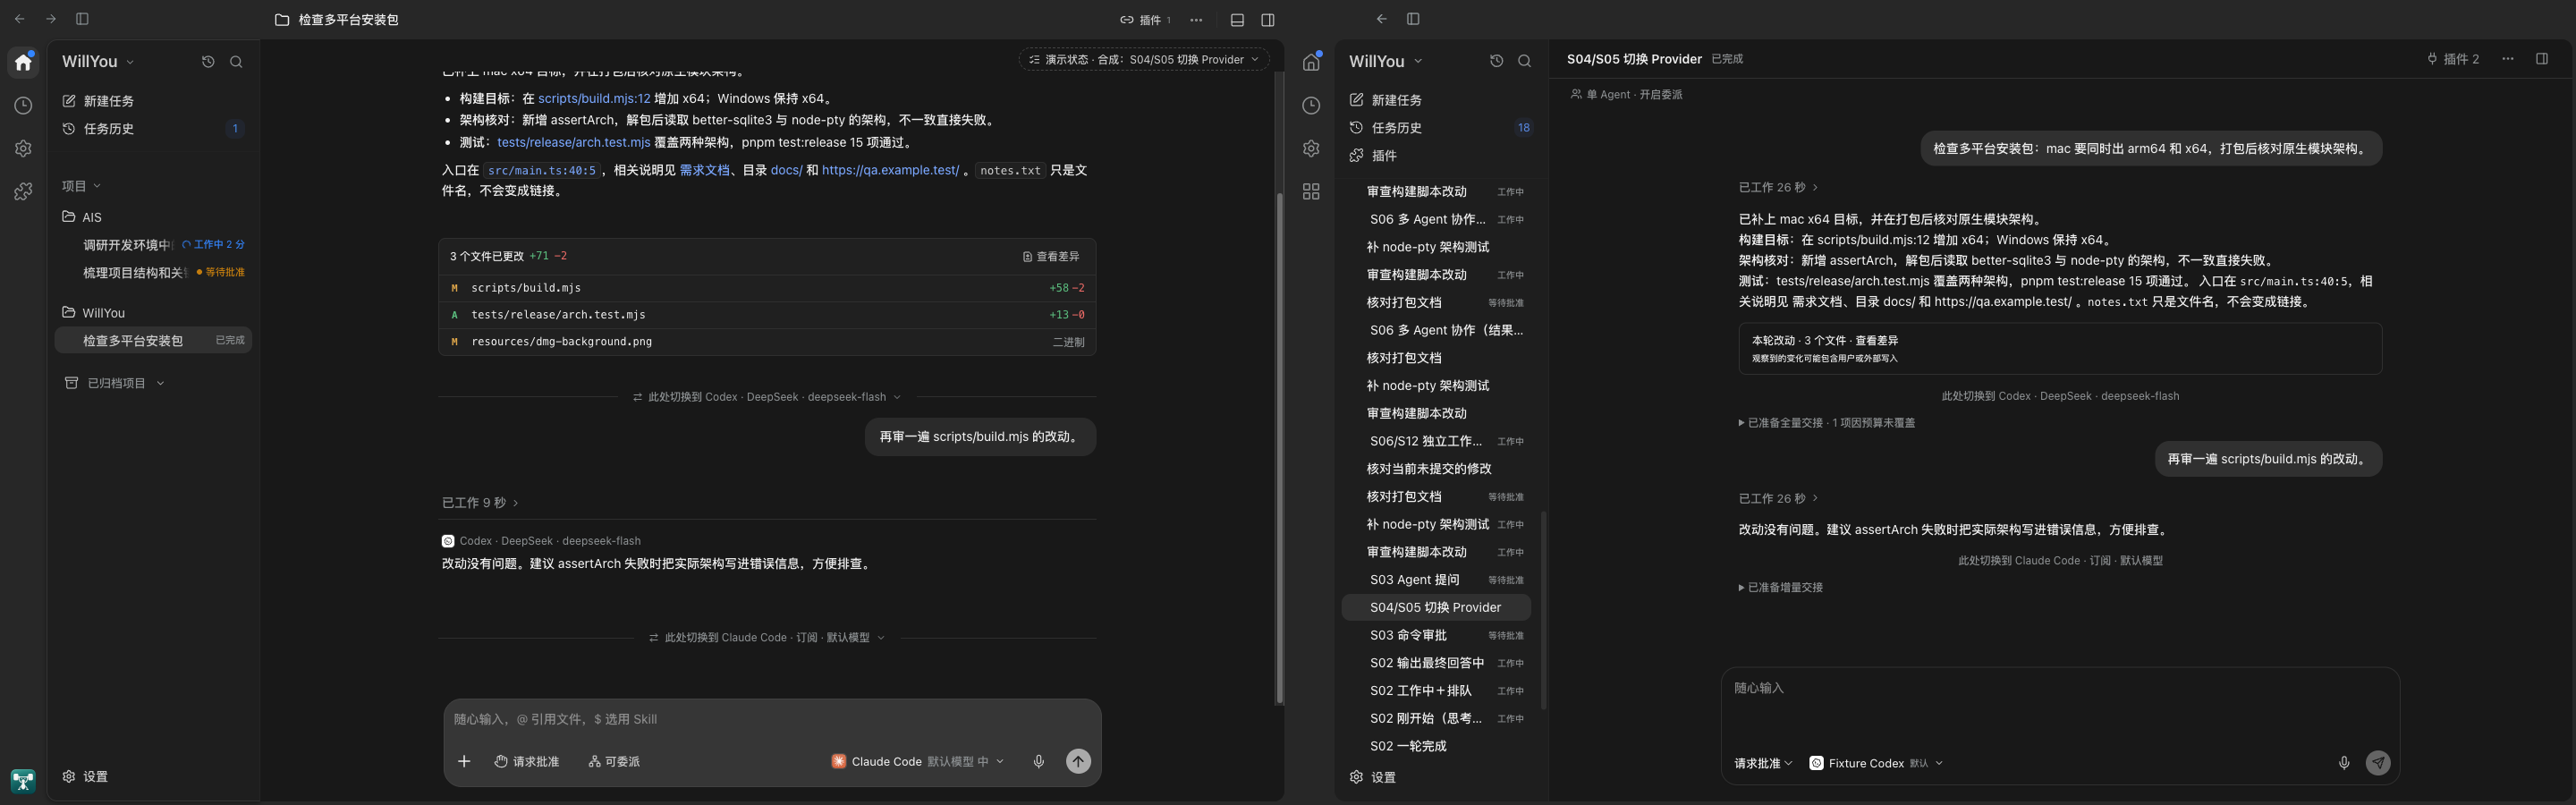 检查多平台安装包
插件 1
WillYou
新建任务
任务历史 1
项目
AIS
调研开发环境中 工作中 2 分
梳理项目结构和关 等待批准
WillYou
检查多平台安装包 已完成
已归档项目
设置
演示状态 · 合成：S04/S05 切换 Provider
已补上 mac x64 目标，并在打包后核对原生模块架构。
• 构建目标：在 scripts/build.mjs:12 增加 x64；Windows 保持 x64。
• 架构核对：新增 assertArch，解包后读取 better-sqlite3 与 node-pty 的架构，不一致直接失败。
• 测试：tests/release/arch.test.mjs 覆盖两种架构，pnpm test:release 15 项通过。
入口在 src/main.ts:40:5，相关说明见 需求文档、目录 docs/ 和 https://qa.example.test/ 。notes.txt 只是文
件名，不会变成链接。
3 个文件已更改 +71 −2 查看差异
M scripts/build.mjs +58 −2
A tests/release/arch.test.mjs +13 −0
M resources/dmg-background.png 二进制
此处切换到 Codex · DeepSeek · deepseek-flash
再审一遍 scripts/build.mjs 的改动。
已工作 9 秒
Codex · DeepSeek · deepseek-flash
改动没有问题。建议 assertArch 失败时把实际架构写进错误信息，方便排查。
此处切换到 Claude Code · 订阅 · 默认模型
随心输入，@ 引用文件，$ 选用 Skill
请求批准 可委派 Claude Code 默认模型 中
WillYou
新建任务
任务历史 18
插件
审查构建脚本改动 工作中
S06 多 Agent 协作... 工作中
补 node-pty 架构测试
审查构建脚本改动 工作中
核对打包文档 等待批准
S06 多 Agent 协作（结果...
核对打包文档
补 node-pty 架构测试
审查构建脚本改动
S06/S12 独立工作... 工作中
核对当前未提交的修改
核对打包文档 等待批准
补 node-pty 架构测试 工作中
审查构建脚本改动 工作中
S03 Agent 提问 等待批准
S04/S05 切换 Provider
S03 命令审批 等待批准
S02 输出最终回答中 工作中
S02 工作中＋排队 工作中
S02 刚开始（思考... 工作中
S02 一轮完成
设置
S04/S05 切换 Provider 已完成
插件 2
单 Agent · 开启委派
检查多平台安装包：mac 要同时出 arm64 和 x64，打包后核对原生模块架构。
已工作 26 秒
已补上 mac x64 目标，并在打包后核对原生模块架构。
构建目标：在 scripts/build.mjs:12 增加 x64；Windows 保持 x64。
架构核对：新增 assertArch，解包后读取 better-sqlite3 与 node-pty 的架构，不一致直接失败。
测试：tests/release/arch.test.mjs 覆盖两种架构，pnpm test:release 15 项通过。 入口在 src/main.ts:40:5，相
关说明见 需求文档、目录 docs/ 和 https://qa.example.test/ 。notes.txt 只是文件名，不会变成链接。
本轮改动 · 3 个文件 · 查看差异
观察到的变化可能包含用户或外部写入
此处切换到 Codex · DeepSeek · deepseek-flash
已准备全量交接 · 1 项因预算未覆盖
再审一遍 scripts/build.mjs 的改动。
已工作 26 秒
改动没有问题。建议 assertArch 失败时把实际架构写进错误信息，方便排查。
此处切换到 Claude Code · 订阅 · 默认模型
已准备增量交接
随心输入
请求批准 Fixture Codex 默认